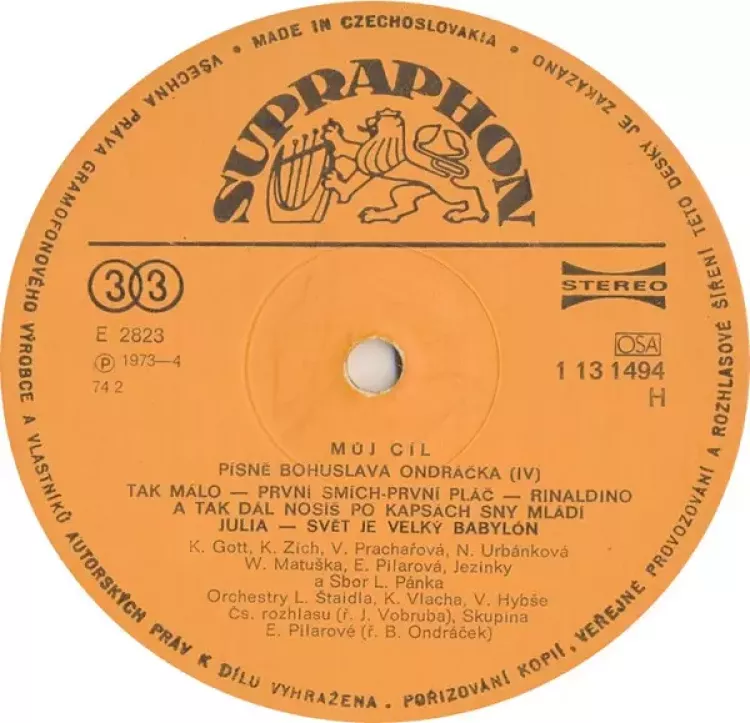 VŠECHNA PRÁVA GRAMOFONOVÉHO VÝROBCE A VLASTNÍKŮ AUTORSKÝCH PRÁV K DÍLU VYHRAŽENA. • POŘIZOVÁNÍ KOPIÍ, VEŘEJNÉ PROVOZOVÁNÍ A ROZHLASOVÉ ŠÍŘENÍ TÉTO DESKY JE ZAKÁZÁNO
• MADE IN CZECHOSLOVAKIA •
SUPRAPHON
33
STEREO
E 2823
Ⓟ 1973—4
74 2
OSA
1 13 1494
H
MŮJ CÍL
PÍSNĚ BOHUSLAVA ONDRÁČKA (IV)
TAK MÁLO — PRVNÍ SMÍCH-PRVNÍ PLÁČ — RINALDINO
A TAK DÁL NOSÍŠ PO KAPSÁCH SNY MLÁDÍ
JULIA — SVĚT JE VELKÝ BABYLÓN
K. Gott, K. Zich, V. Prachařová, N. Urbánková
W. Matuška, E. Pilarová, Jezinky
a Sbor L. Pánka
Orchestry L. Štaidla, K. Vlacha, V. Hybše
Čs. rozhlasu (ř. J. Vobruba), Skupina
E. Pilarové (ř. B. Ondráček)